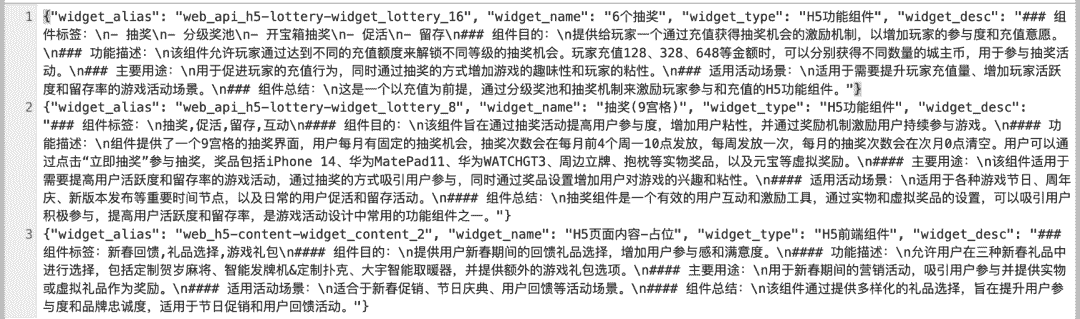 1 {"widget_alias": "web_api_h5-lottery-widget_lottery_16", "widget_name": "6个抽奖", "widget_type": "H5功能组件", "widget_desc": "### 组
件标签: \n- 抽奖\n- 分级奖池\n- 开宝箱抽奖\n- 促活\n- 留存\n### 组件目的: \n提供给玩家一个通过充值获得抽奖机会的激励机制，以增加玩家的参与度和充值意愿。
\n### 功能描述: \n该组件允许玩家通过达到不同的充值额度来解锁不同等级的抽奖机会。玩家充值128、328、648等金额时，可以分别获得不同数量的城主币，用于参与抽奖活
动。\n### 主要用途: \n用于促进玩家的充值行为，同时通过抽奖的方式增加游戏的趣味性和玩家的粘性。\n### 适用活动场景: \n适用于需要提升玩家充值量、增加玩家活跃
度和留存率的游戏活动场景。\n### 组件总结: \n这是一个以充值为前提，通过分级奖池和抽奖机制来激励玩家参与和充值的H5功能组件。"}
2 {"widget_alias": "web_api_h5-lottery-widget_lottery_8", "widget_name": "抽奖(9宫格)", "widget_type": "H5功能组件", "widget_desc":
"### 组件标签: \n抽奖,促活,留存,互动\n#### 组件目的: \n该组件旨在通过抽奖活动提高用户参与度，增加用户粘性，并通过奖励机制激励用户持续参与游戏。\n#### 功
能描述: \n组件提供了一个9宫格的抽奖界面，用户每月有固定的抽奖机会，抽奖次数会在每月前4个周一10点发放，每周发放一次，每月的抽奖次数会在次月0点清空。用户可以通
过点击“立即抽奖”参与抽奖，奖品包括iPhone 14、华为MatePad11、华为WATCHGT3、周边立牌、抱枕等实物奖品，以及元宝等虚拟奖励。\n#### 主要用途: \n该组件适用于
需要提高用户活跃度和留存率的游戏活动，通过抽奖的方式吸引用户参与，同时通过奖品设置增加用户对游戏的兴趣和粘性。\n#### 适用活动场景: \n适用于各种游戏节日、周年
庆、新版本发布等重要时间节点，以及日常的用户促活和留存活动。\n#### 组件总结: \n抽奖组件是一个有效的用户互动和激励工具，通过实物和虚拟奖品的设置，可以吸引用户
积极参与，提高用户活跃度和留存率，是游戏活动设计中常用的功能组件之一。"}
3 {"widget_alias": "web_h5-content-widget_content_2", "widget_name": "H5页面内容-占位", "widget_type": "H5前端组件", "widget_desc": "###
组件标签: 新春回馈,礼品选择,游戏礼包\n#### 组件目的: \n提供用户新春期间的回馈礼品选择，增加用户参与感和满意度。\n#### 功能描述: \n允许用户在三种新春礼品中
进行选择，包括定制贺岁麻将、智能发牌机&定制扑克、大宇智能取暖器，并提供额外的游戏礼包选项。\n#### 主要用途: \n用于新春期间的营销活动，吸引用户参与并提供实物
或虚拟礼品作为奖励。\n#### 适用活动场景: \n适合于新春促销、节日庆典、用户回馈等活动场景。\n#### 组件总结: \n该组件通过提供多样化的礼品选择，旨在提升用户参
与度和品牌忠诚度，适用于节日促销和用户回馈活动。"}